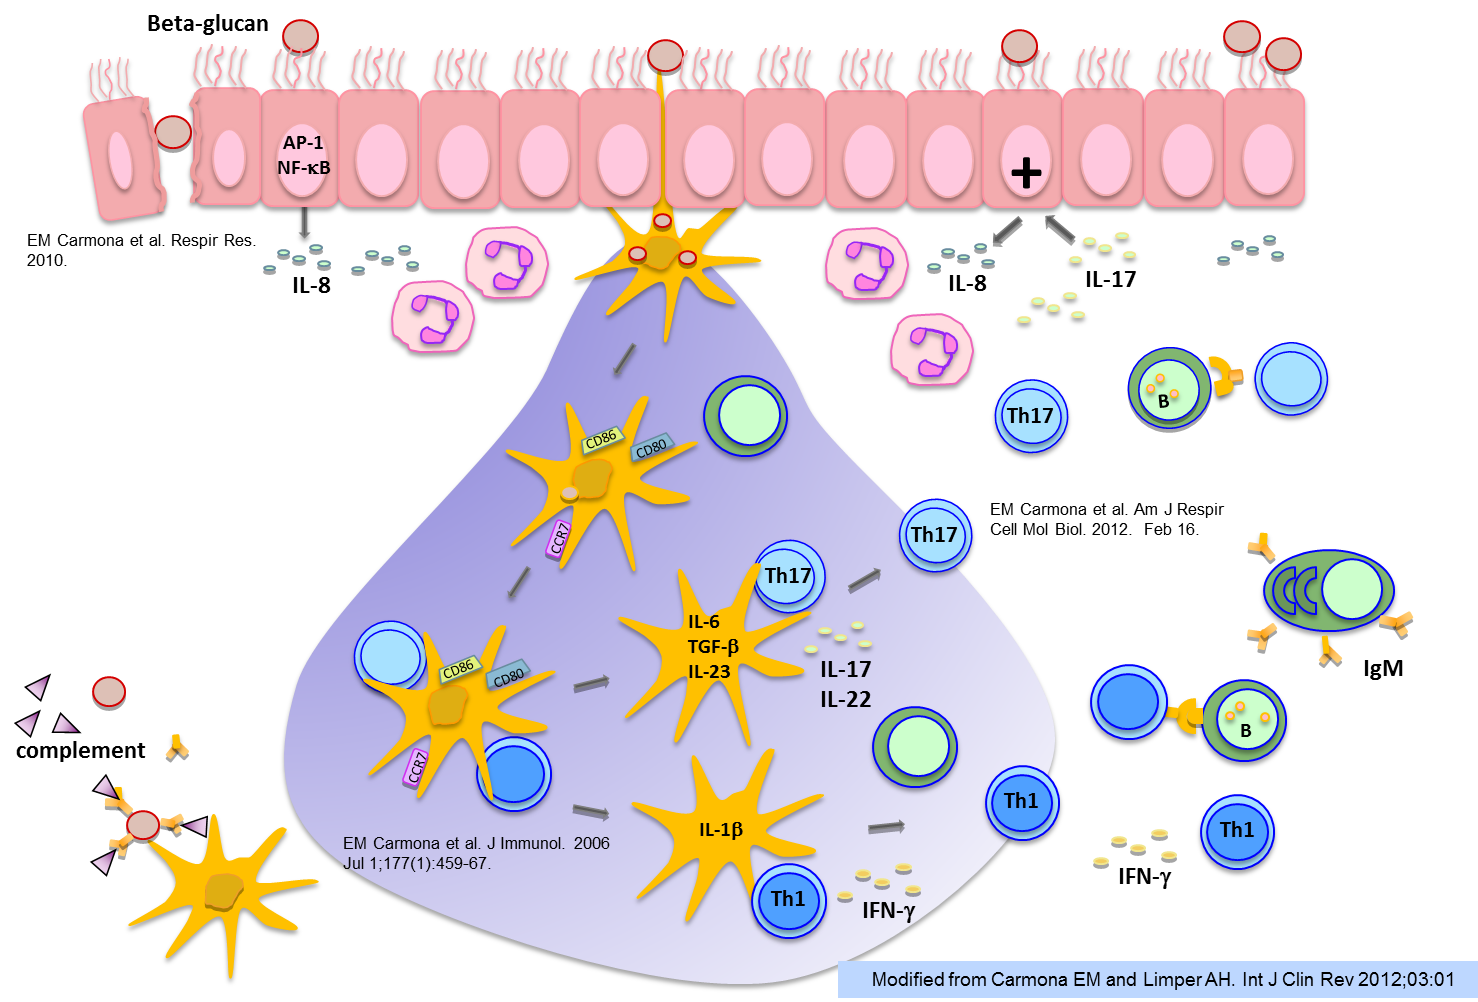 Beta-glucan
AP-1
NF-κB
EM Carmona et al. Respir Res.
2010.
IL-8
IL-8
IL-17
B
Th17
CD86
CD80
CCR7
EM Carmona et al. Am J Respir
Cell Mol Biol. 2012.  Feb 16.
Th17
Th17
IL-6
TGF-β
IL-23
IL-17
IL-22
IgM
CD86
CD80
CCR7
B
complement
EM Carmona et al. J Immunol. 2006
Jul 1;177(1):459-67.
IL-1β
Th1
Th1
Th1
IFN-γ
IFN-γ
Modified from Carmona EM and Limper AH. Int J Clin Rev 2012;03:01